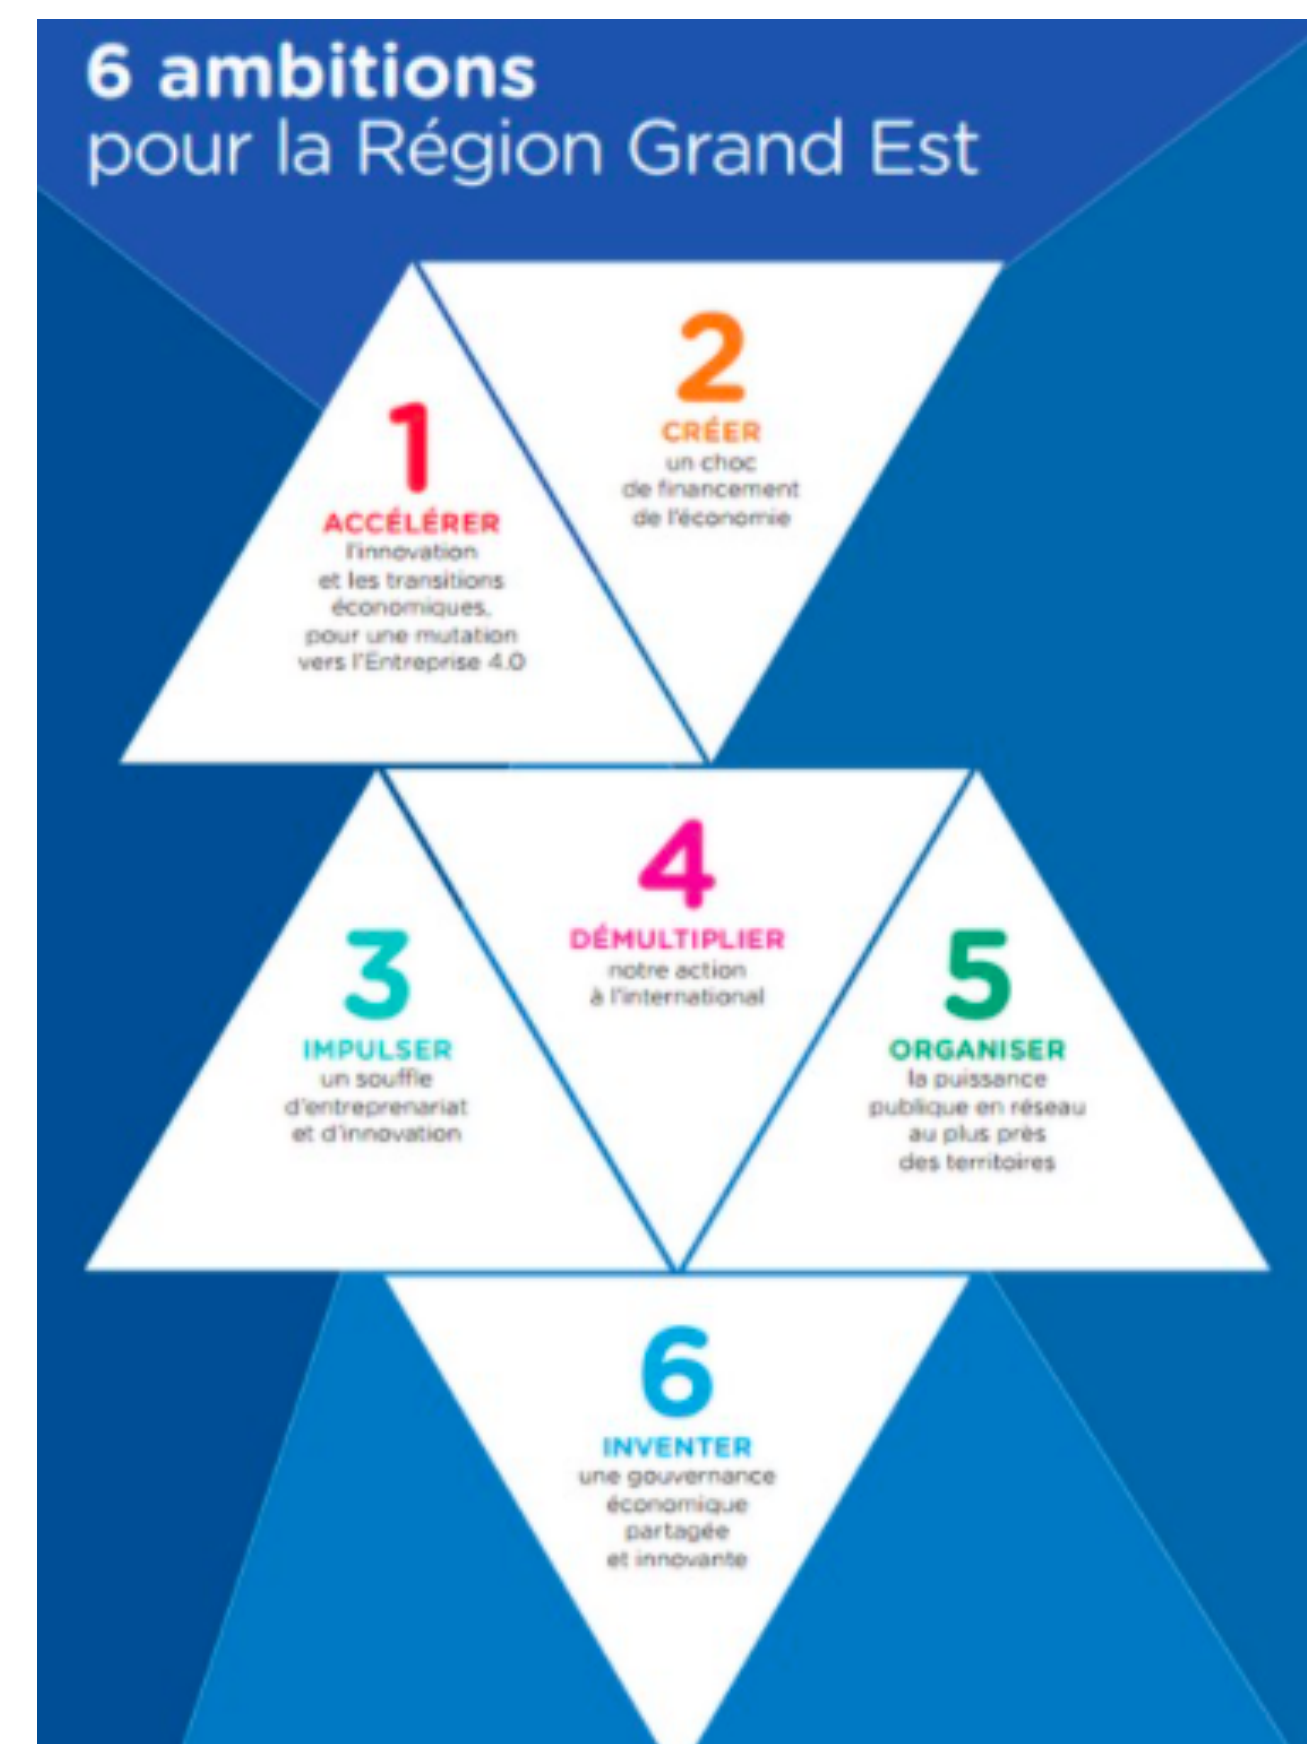 6 ambitions
pour la Région Grand Est
1
ACCÉLÉRER
l'innovation
et les transitions
économiques,
pour une mutation
vers l'Entreprise 4.0
2
CRÉER
un choc
de financement
de l'économie
3
IMPULSER
un souffle
d'entreprenariat
et d'innovation
4
DÉMULTIPLIER
notre action
à l'international
5
ORGANISER
la puissance
publique en réseau
au plus près
des territoires
6
INVENTER
une gouvernance
économique
partagée
et innovante